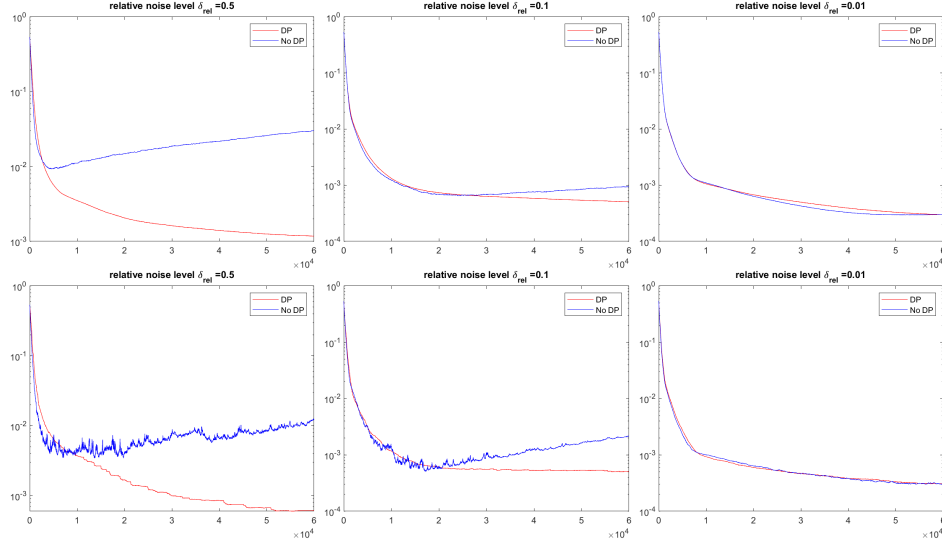 relative noise level δrel =0.5
10^0
10^-1
10^-2
10^-3
0 1 2 3 4 5 6
×10^4
DP
No DP
relative noise level δrel =0.1
10^0
10^-1
10^-2
10^-3
10^-4
0 1 2 3 4 5 6
×10^4
DP
No DP
relative noise level δrel =0.01
10^0
10^-1
10^-2
10^-3
10^-4
0 1 2 3 4 5 6
×10^4
DP
No DP
relative noise level δrel =0.5
10^0
10^-1
10^-2
10^-3
0 1 2 3 4 5 6
×10^4
DP
No DP
relative noise level δrel =0.1
10^0
10^-1
10^-2
10^-3
10^-4
0 1 2 3 4 5 6
×10^4
DP
No DP
relative noise level δrel =0.01
10^0
10^-1
10^-2
10^-3
10^-4
0 1 2 3 4 5 6
×10^4
DP
No DP